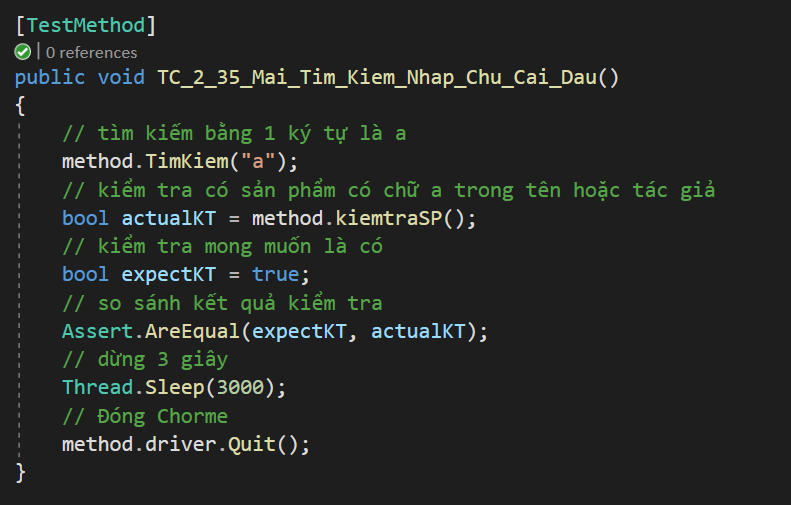 [TestMethod]
| 0 references
public void TC_2_35_Mai_Tim_Kiem_Nhap_Chu_Cai_Dau()
{
// tìm kiếm bằng 1 ký tự là a
method.TimKiem("a");
// kiểm tra có sản phẩm có chữ a trong tên hoặc tác giả
bool actualKT = method.kiemtraSP();
// kiểm tra mong muốn là có
bool expectKT = true;
// so sánh kết quả kiểm tra
Assert.AreEqual(expectKT, actualKT);
// dừng 3 giây
Thread.Sleep(3000);
// Đóng Chorme
method.driver.Quit();
}